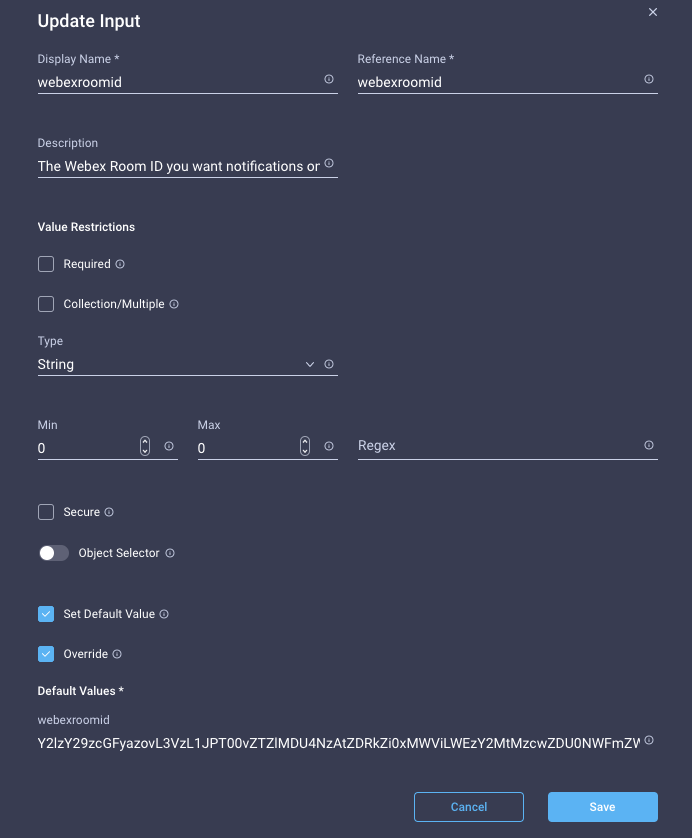 Update Input
Display Name * Reference Name *
webexroomid webexroomid
Description
The Webex Room ID you want notifications on
Value Restrictions
Required
Collection/Multiple
Type
String
Min Max
0 0 Regex
Secure
Object Selector
Set Default Value
Override
Default Values *
webexroomid
Y2lzY29zcGFyazovL3VzL1JPT00vZTZlMDU4NzAtZDRkZi0xMWViLWEzY2MtMzcwZDU0NWFmZW
Cancel Save